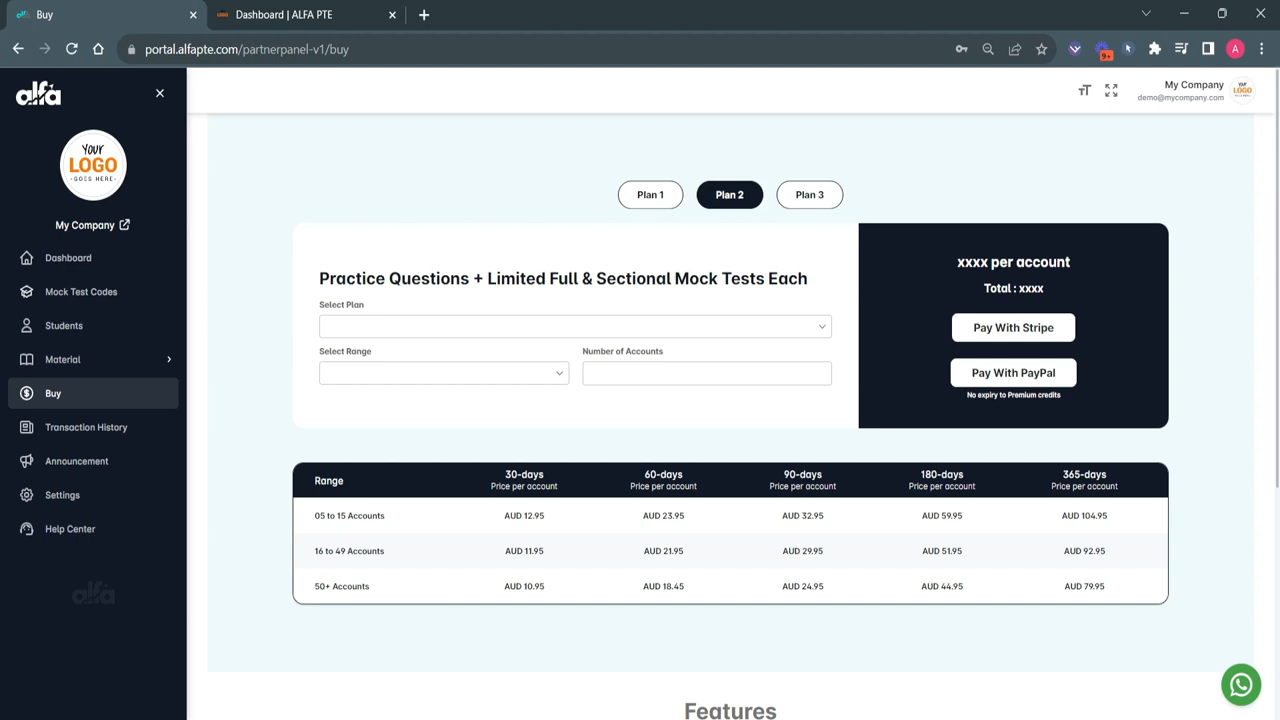 Buy
Dashboard | ALFA PTE
portal.alfapte.com/partnerpanel-v1/buy
9+
A
alfa
My Company
demo@mycompany.com
YOUR
LOGO
YOUR
LOGO
GOES HERE
My Company
Dashboard
Mock Test Codes
Students
Material
Buy
Transaction History
Announcement
Settings
Help Center
alfa
Plan 1
Plan 2
Plan 3
Practice Questions + Limited Full & Sectional Mock Tests Each
Select Plan
Select Range
Number of Accounts
xxxx per account
Total : xxxx
Pay With Stripe
Pay With PayPal
No expiry to Premium credits
Range 30-days 60-days 90-days 180-days 365-days
Price per account Price per account Price per account Price per account Price per account
05 to 15 Accounts AUD 12.95 AUD 23.95 AUD 32.95 AUD 59.95 AUD 104.95
16 to 49 Accounts AUD 11.95 AUD 21.95 AUD 29.95 AUD 51.95 AUD 92.95
50+ Accounts AUD 10.95 AUD 18.45 AUD 24.95 AUD 44.95 AUD 79.95
Features